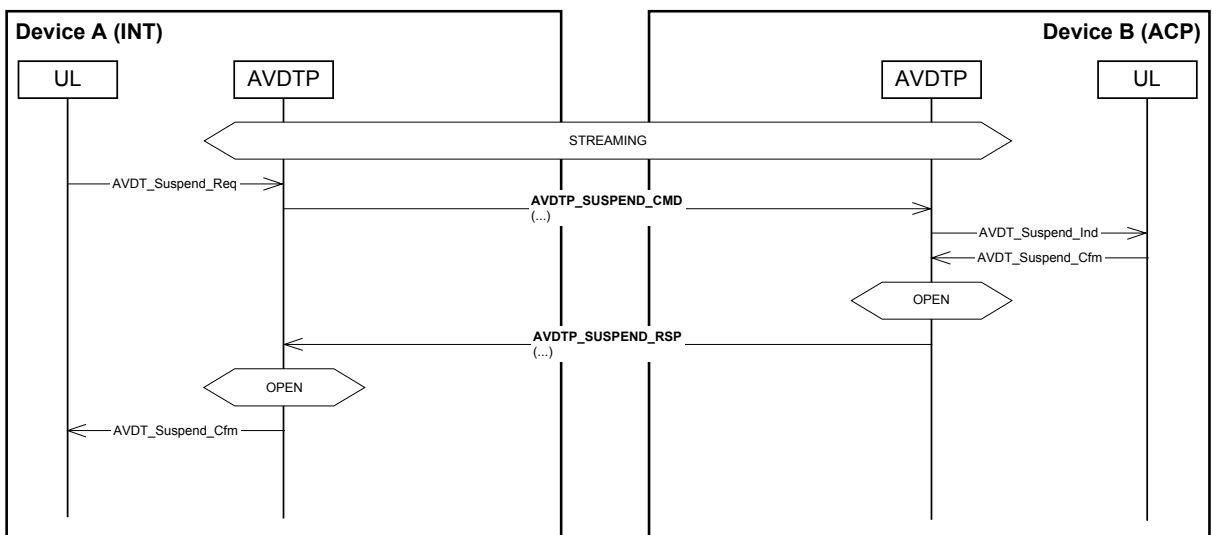 Device A (INT)
Device B (ACP)
UL
AVDTP
AVDTP
UL
STREAMING
AVDT_Suspend_Req
AVDTP_SUSPEND_CMD
(...)
AVDT_Suspend_Ind
AVDT_Suspend_Cfm
OPEN
AVDTP_SUSPEND_RSP
(...)
OPEN
AVDT_Suspend_Cfm